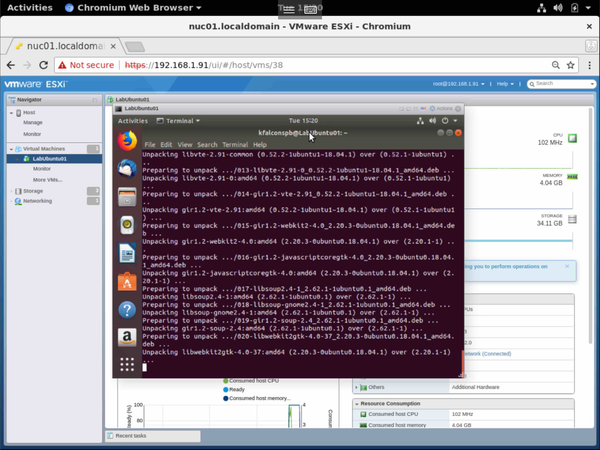 Activities Chromium Web Browser
nuc01.localdomain - VMware ESXi - Chromium
nuc01.localdomai
Not secure https://192.168.1.91/ui/#/host/vms/38
vmware ESXi
root@192.168.1.91 Help Search
Navigator
LabUbuntu01
Host
Manage
Monitor
Virtual Machines
LabUbuntu01
Monitor
More VMs...
Storage
Networking
LabUbuntu01
Actions
Activities Terminal Tue 15:20
kfalconspb@LabUbuntu01: ~
File Edit View Search Terminal Help
Unpacking libvte-2.91-common (0.52.2-1ubuntu1~18.04.1) over (0.52.1-1ubuntu1) .
..
Preparing to unpack .../013-libvte-2.91-0_0.52.2-1ubuntu1~18.04.1_amd64.deb ...
Unpacking libvte-2.91-0:amd64 (0.52.2-1ubuntu1~18.04.1) over (0.52.1-1ubuntu1)
...
Preparing to unpack .../014-gir1.2-vte-2.91_0.52.2-1ubuntu1~18.04.1_amd64.deb .
..
Unpacking gir1.2-vte-2.91:amd64 (0.52.2-1ubuntu1~18.04.1) over (0.52.1-1ubuntu1
) ...
Preparing to unpack .../015-gir1.2-webkit2-4.0_2.20.3-0ubuntu0.18.04.1_amd64.de
b ...
Unpacking gir1.2-webkit2-4.0:amd64 (2.20.3-0ubuntu0.18.04.1) over (2.20.1-1) ..
.
Preparing to unpack .../016-gir1.2-javascriptcoregtk-4.0_2.20.3-0ubuntu0.18.04.
1_amd64.deb ...
Unpacking gir1.2-javascriptcoregtk-4.0:amd64 (2.20.3-0ubuntu0.18.04.1) over (2.
20.1-1) ...
Preparing to unpack .../017-libsoup2.4-1_2.62.1-1ubuntu0.1_amd64.deb ...
Unpacking libsoup2.4-1:amd64 (2.62.1-1ubuntu0.1) over (2.62.1-1) ...
Preparing to unpack .../018-libsoup-gnome2.4-1_2.62.1-1ubuntu0.1_amd64.deb ...
Unpacking libsoup-gnome2.4-1:amd64 (2.62.1-1ubuntu0.1) over (2.62.1-1) ...
Preparing to unpack .../019-gir1.2-soup-2.4_2.62.1-1ubuntu0.1_amd64.deb ...
Unpacking gir1.2-soup-2.4:amd64 (2.62.1-1ubuntu0.1) over (2.62.1-1) ...
Preparing to unpack .../020-libwebkit2gtk-4.0-37_2.20.3-0ubuntu0.18.04.1_amd64.
deb ...
Unpacking libwebkit2gtk-4.0-37:amd64 (2.20.3-0ubuntu0.18.04.1) over (2.20.1-1)
...
CPU
102 MHz
MEMORY
4.04 GB
STORAGE
34.11 GB
ing you to perform operations on
(Connected)
Others Additional Hardware
Resource Consumption
Consumed host CPU 102 MHz
Consumed host memory 4.04 GB
Consumed host CPU
Ready
Consumed host memory...
100
80
Recent tasks